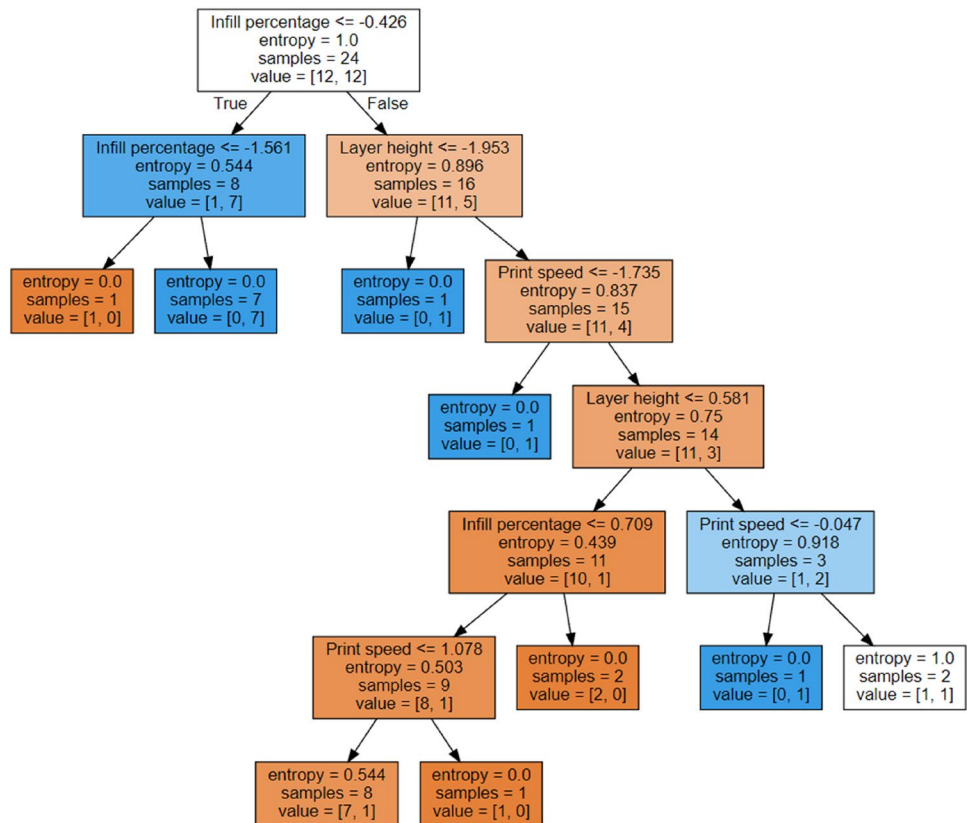 Infill percentage <= -0.426
entropy = 1.0
samples = 24
value = [12, 12]
True
False
Infill percentage <= -1.561
entropy = 0.544
samples = 8
value = [1, 7]
Layer height <= -1.953
entropy = 0.896
samples = 16
value = [11, 5]
entropy = 0.0
samples = 1
value = [1, 0]
entropy = 0.0
samples = 7
value = [0, 7]
entropy = 0.0
samples = 1
value = [0, 1]
Print speed <= -1.735
entropy = 0.837
samples = 15
value = [11, 4]
entropy = 0.0
samples = 1
value = [0, 1]
Layer height <= 0.581
entropy = 0.75
samples = 14
value = [11, 3]
Infill percentage <= 0.709
entropy = 0.439
samples = 11
value = [10, 1]
Print speed <= -0.047
entropy = 0.918
samples = 3
value = [1, 2]
Print speed <= 1.078
entropy = 0.503
samples = 9
value = [8, 1]
entropy = 0.0
samples = 2
value = [2, 0]
entropy = 0.0
samples = 1
value = [0, 1]
entropy = 1.0
samples = 2
value = [1, 1]
entropy = 0.544
samples = 8
value = [7, 1]
entropy = 0.0
samples = 1
value = [1, 0]